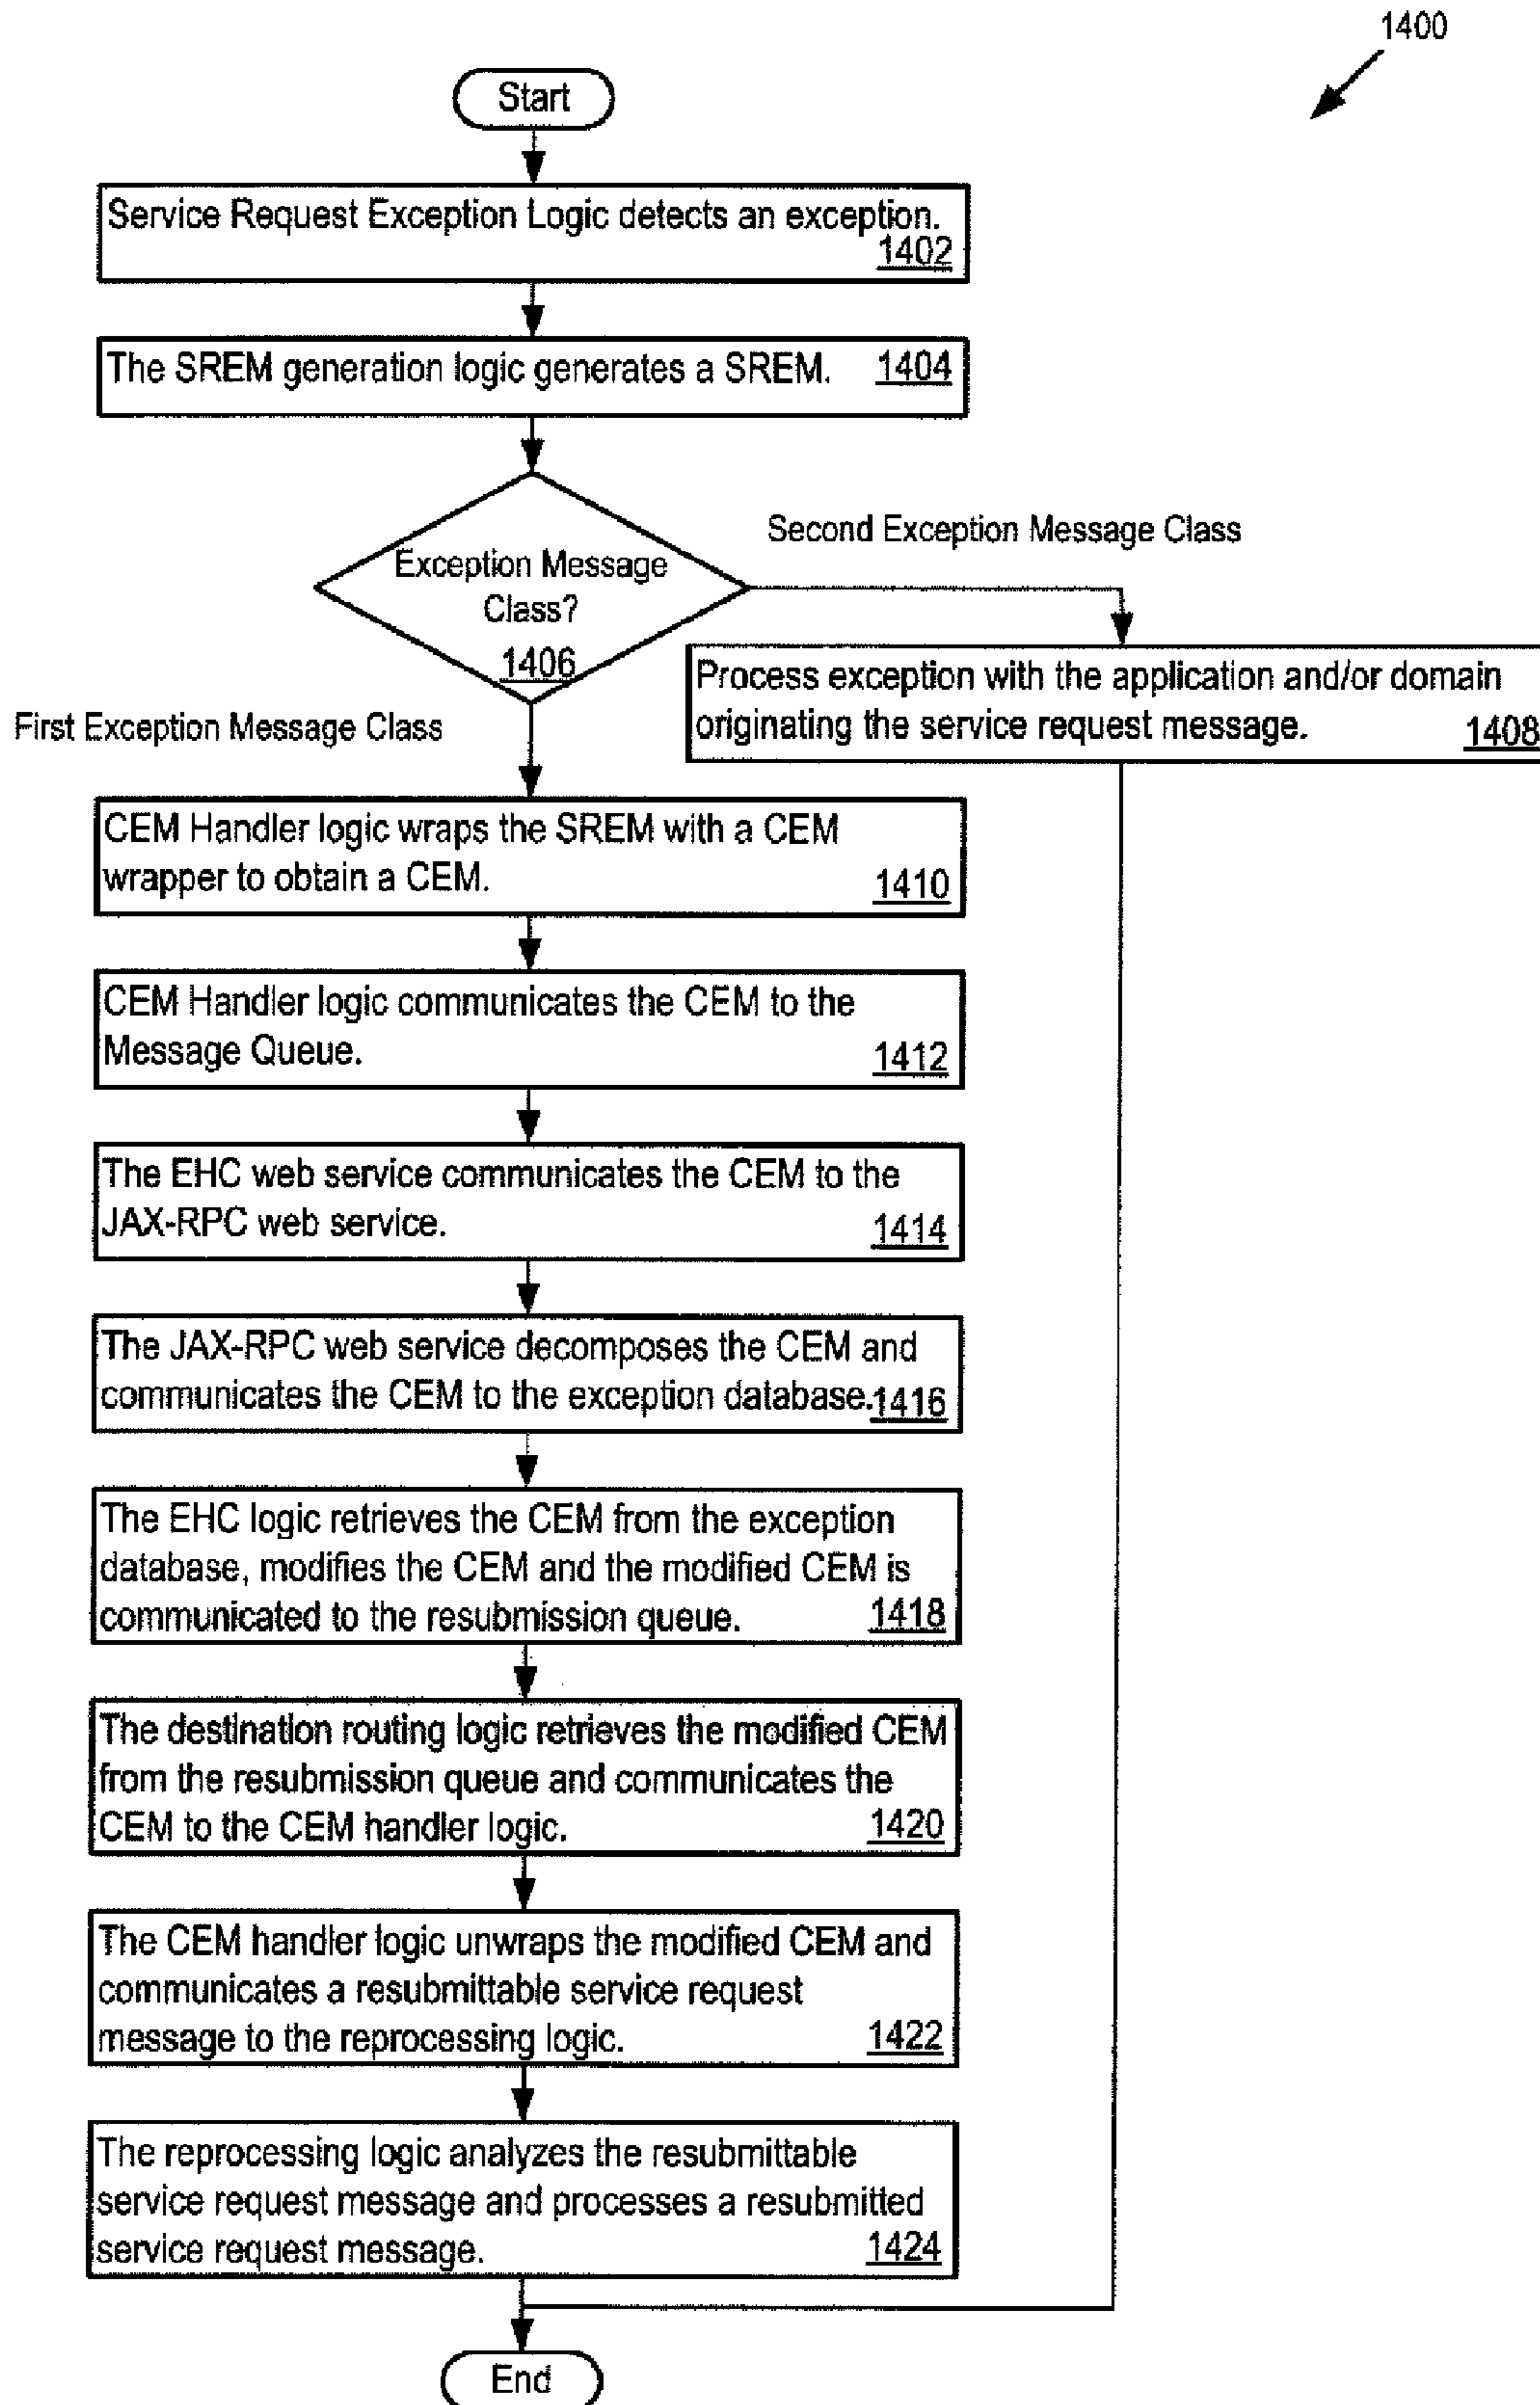 1400
Start
Service Request Exception Logic detects an exception.
1402
The SREM generation logic generates a SREM. 1404
Second Exception Message Class
Exception Message
Class?
1406
Process exception with the application and/or domain
originating the service request message. 1408
First Exception Message Class
CEM Handler logic wraps the SREM with a CEM
wrapper to obtain a CEM. 1410
CEM Handler logic communicates the CEM to the
Message Queue. 1412
The EHC web service communicates the CEM to the
JAX-RPC web service. 1414
The JAX-RPC web service decomposes the CEM and
communicates the CEM to the exception database. 1416
The EHC logic retrieves the CEM from the exception
database, modifies the CEM and the modified CEM is
communicated to the resubmission queue. 1418
The destination routing logic retrieves the modified CEM
from the resubmission queue and communicates the
CEM to the CEM handler logic. 1420
The CEM handler logic unwraps the modified CEM and
communicates a resubmittable service request
message to the reprocessing logic. 1422
The reprocessing logic analyzes the resubmittable
service request message and processes a resubmitted
service request message. 1424
End